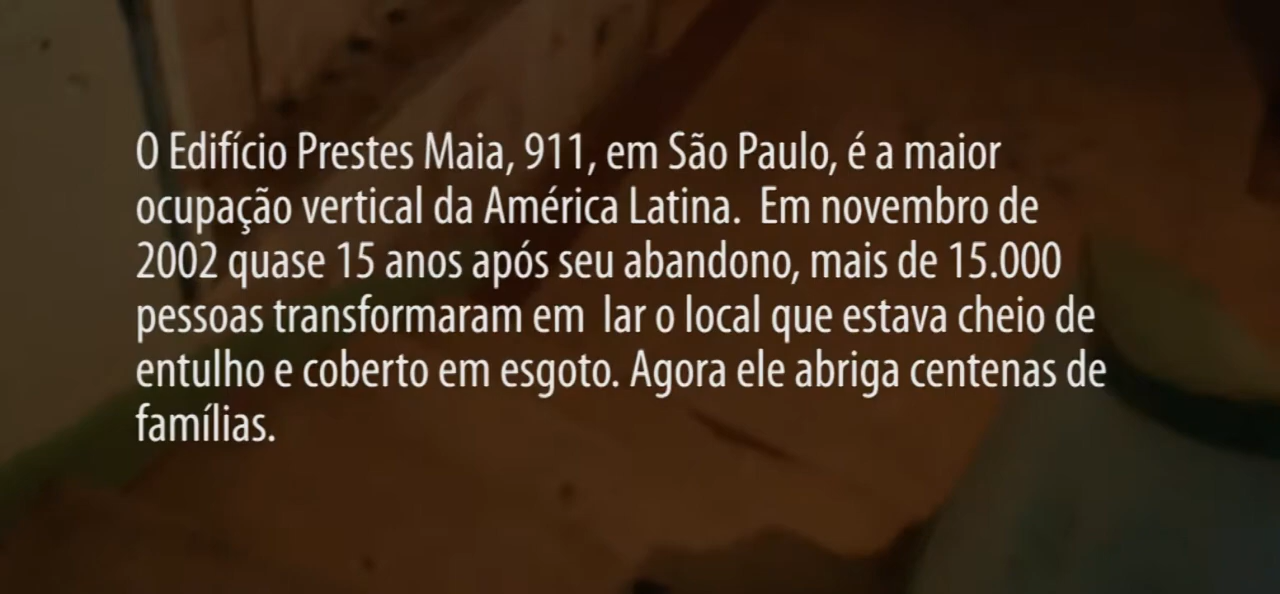 O Edifício Prestes Maia, 911, em São Paulo, é a maior
ocupação vertical da América Latina.  Em novembro de
2002 quase 15 anos após seu abandono, mais de 15.000
pessoas transformaram em  lar o local que estava cheio de
entulho e coberto em esgoto. Agora ele abriga centenas de
famílias.